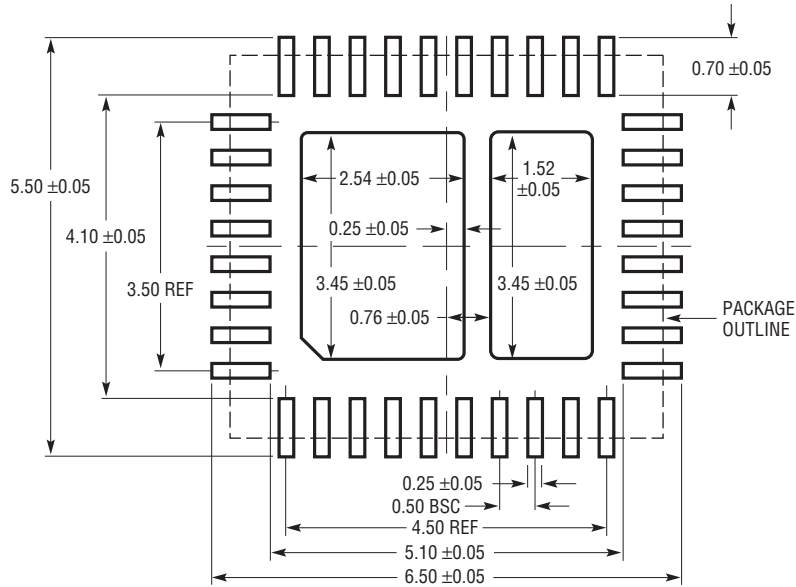 0.70 ±0.05
5.50 ±0.05
2.54 ±0.05
1.52
±0.05
4.10 ±0.05
0.25 ±0.05
3.50 REF
3.45 ±0.05
3.45 ±0.05
0.76 ±0.05
PACKAGE
OUTLINE
0.25 ±0.05
0.50 BSC
4.50 REF
5.10 ±0.05
6.50 ±0.05